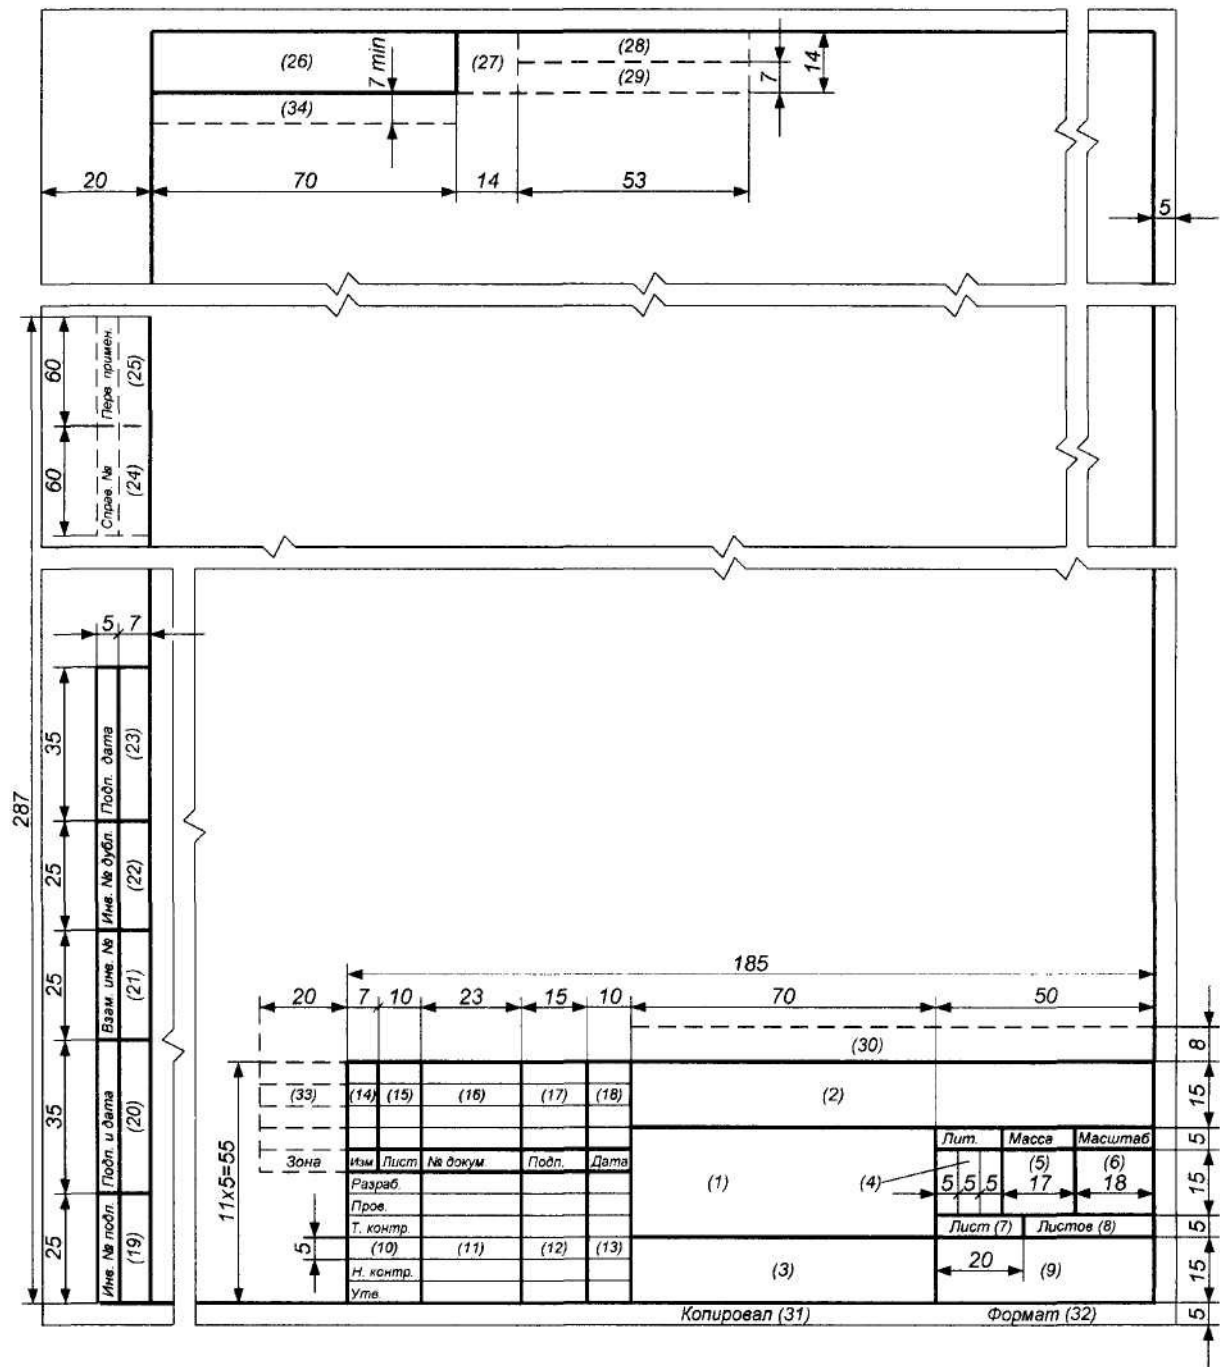 (26)
7 min
(27)
(28)
(29)
7
14
(34)
20
70
14
53
5
287
60
Перв. примен.
(25)
60
Справ. №
(24)
5
7
35
Подп. дата
(23)
25
Инв. № дубл.
(22)
25
Взам. инв. №
(21)
35
Подп. и дата
(20)
25
Инв. № подп.
(19)
185
20
7
10
23
15
10
70
50
(30)
8
11x5=55
(33)
(14)
(15)
(16)
(17)
(18)
(2)
15
Зона
Изм
Лист
№ докум.
Подп.
Дата
Лит.
Масса
Масштаб
5
Разраб.
(1)
(4)
(5)
(6)
5
5
5
17
18
15
Пров.
Т. контр.
Лист (7)
Листов (8)
5
5
(10)
(11)
(12)
(13)
Н. контр.
(3)
20
(9)
15
Утв.
Копировал (31)
Формат (32)
5